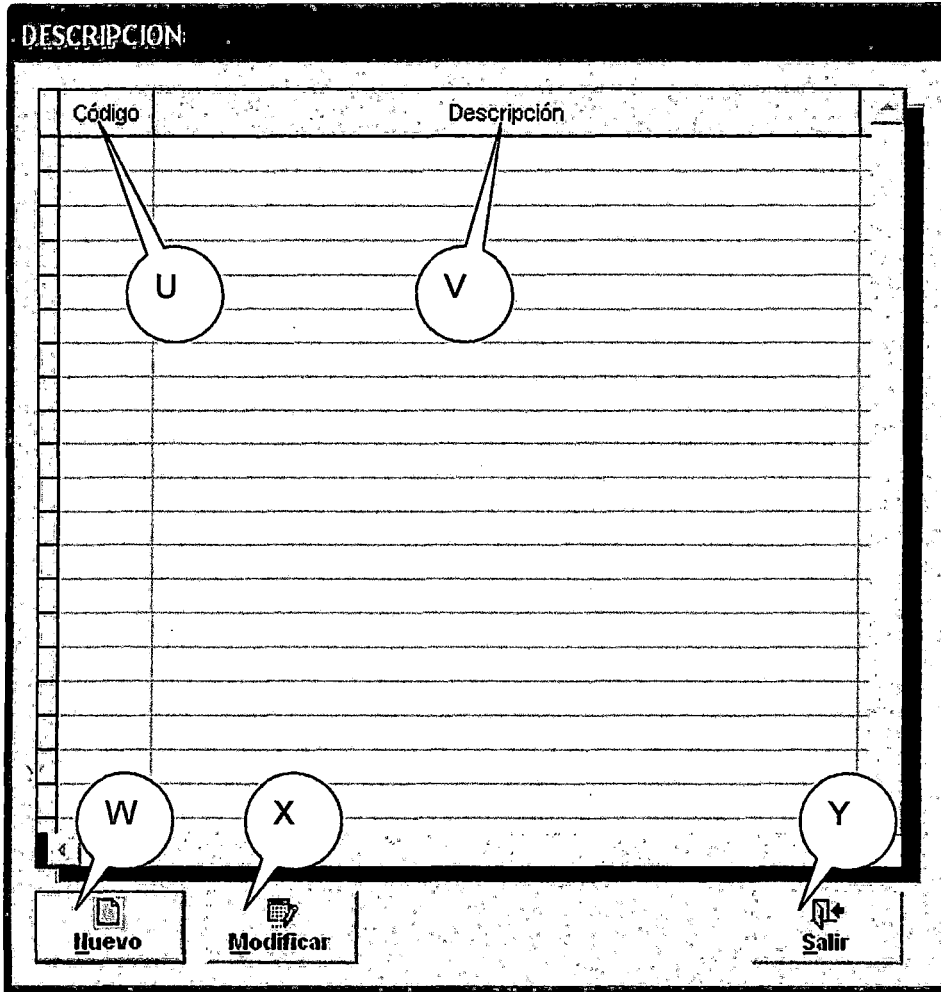 DESCRIPCION
Código Descripción
U V
W X Y
Nuevo Modificar Salir